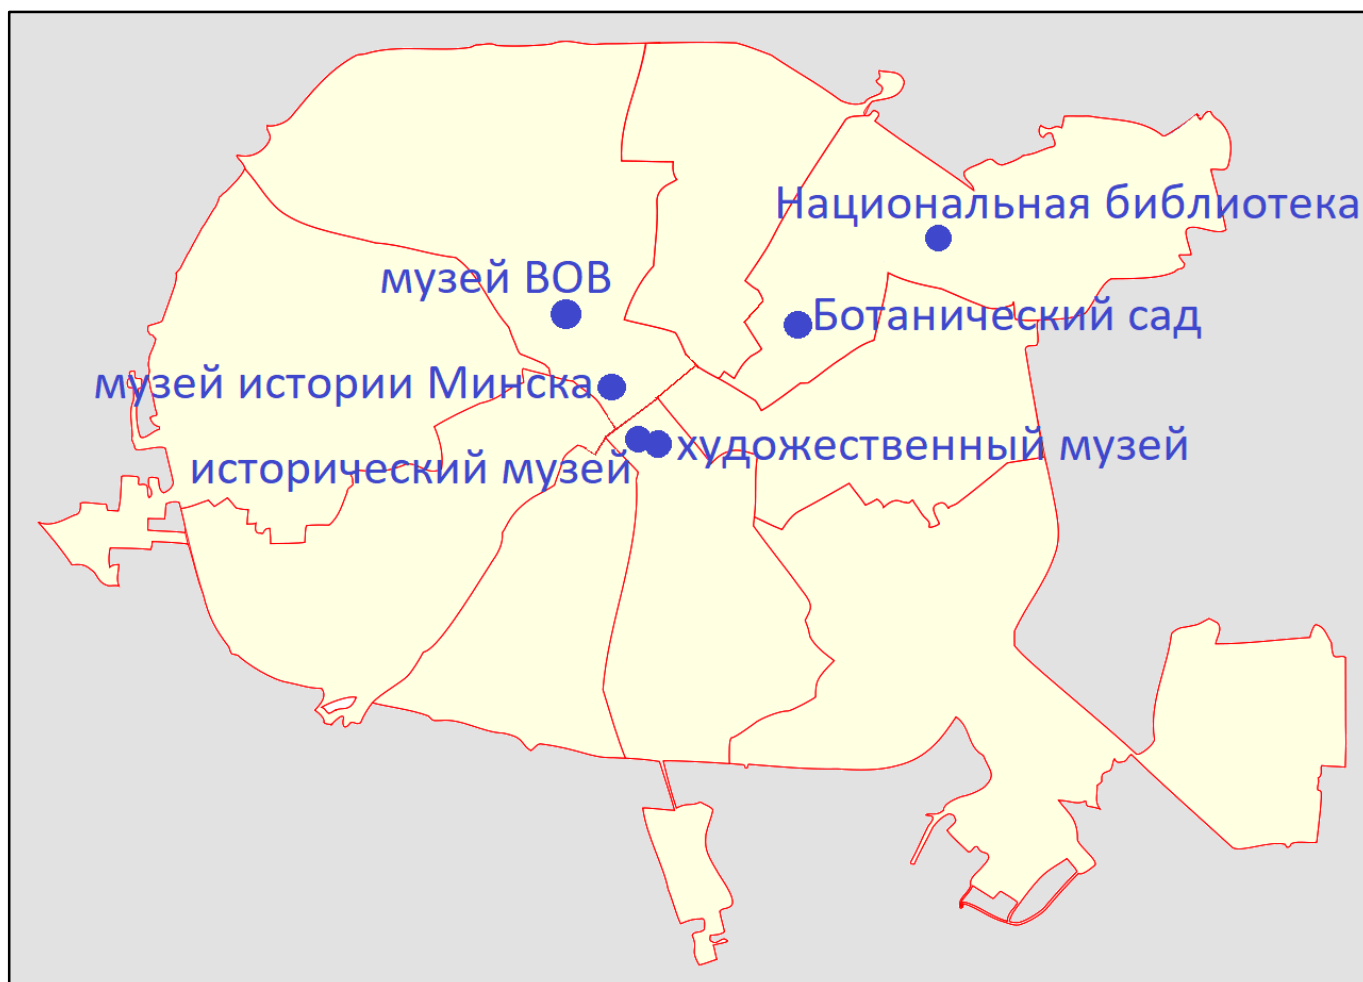 Национальная библиотека
музей ВОВ
Ботанический сад
музей истории Минска
художественный музей
исторический музей